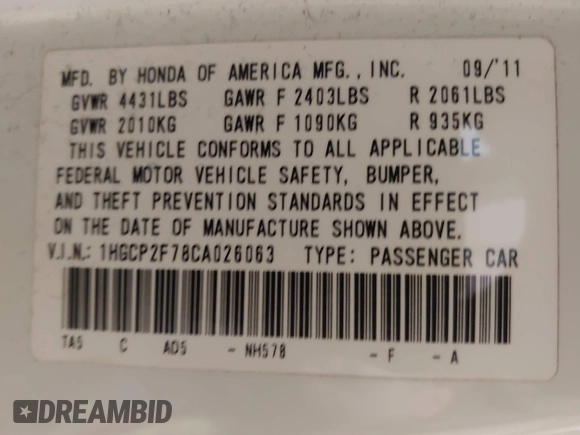 MFD. BY HONDA OF AMERICA MFG., INC. 09/'11
GVWR 4431LBS GAWR F 2403LBS R 2061LBS
GVWR 2010KG GAWR F 1090KG R 935KG
THIS VEHICLE CONFORMS TO ALL APPLICABLE
FEDERAL MOTOR VEHICLE SAFETY, BUMPER,
AND THEFT PREVENTION STANDARDS IN EFFECT
ON THE DATE OF MANUFACTURE SHOWN ABOVE.
V.I.N.: 1HGCP2F78CA026063 TYPE: PASSENGER CAR
TA5 C AD5 - NH578 - F - A
DREAMBID